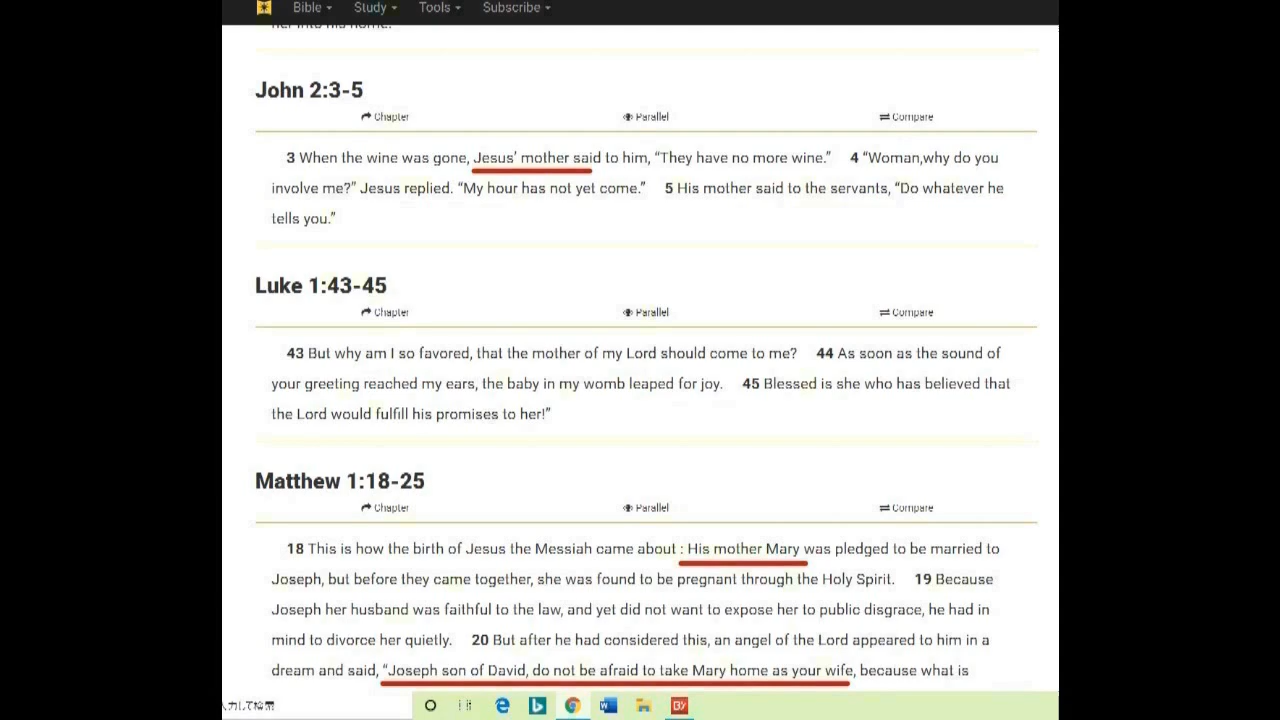 Bible Study Tools Subscribe
her into his home.
John 2:3-5
Chapter Parallel Compare
3 When the wine was gone, Jesus’ mother said to him, “They have no more wine.” 4 “Woman,why do you
involve me?” Jesus replied. “My hour has not yet come.” 5 His mother said to the servants, “Do whatever he
tells you.”
Luke 1:43-45
Chapter Parallel Compare
43 But why am I so favored, that the mother of my Lord should come to me? 44 As soon as the sound of
your greeting reached my ears, the baby in my womb leaped for joy. 45 Blessed is she who has believed that
the Lord would fulfill his promises to her!”
Matthew 1:18-25
Chapter Parallel Compare
18 This is how the birth of Jesus the Messiah came about : His mother Mary was pledged to be married to
Joseph, but before they came together, she was found to be pregnant through the Holy Spirit. 19 Because
Joseph her husband was faithful to the law, and yet did not want to expose her to public disgrace, he had in
mind to divorce her quietly. 20 But after he had considered this, an angel of the Lord appeared to him in a
dream and said, “Joseph son of David, do not be afraid to take Mary home as your wife, because what is
入力して検索